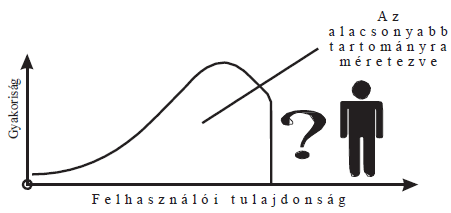 Az
alacsonyabb
tartományra
méretezve
Gyakoriság
?
Felhasználói tulajdonság